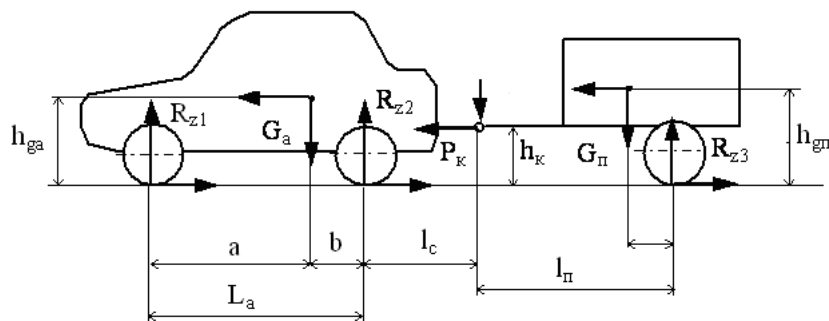 R_z1
R_z2
h_ga
G_a
P_к
h_к
G_п
R_z3
h_gп
a
b
l_c
l_п
L_a